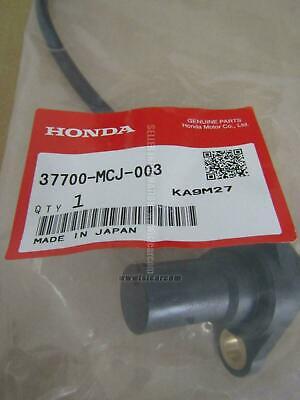 HONDA
GENUINE PARTS
Honda Motor Co., Ltd.
37700-MCJ-003
KA9M27
QTY 1
MADE IN JAPAN